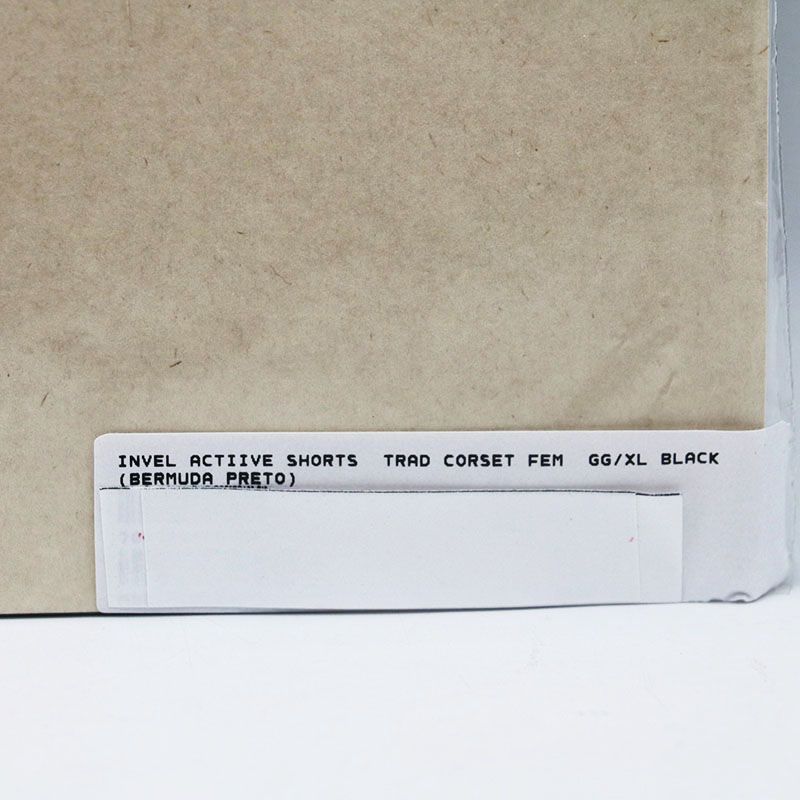 INVEL ACTIIVE SHORTS  TRAD CORSET FEM  GG/XL BLACK
(BERMUDA PRETO)